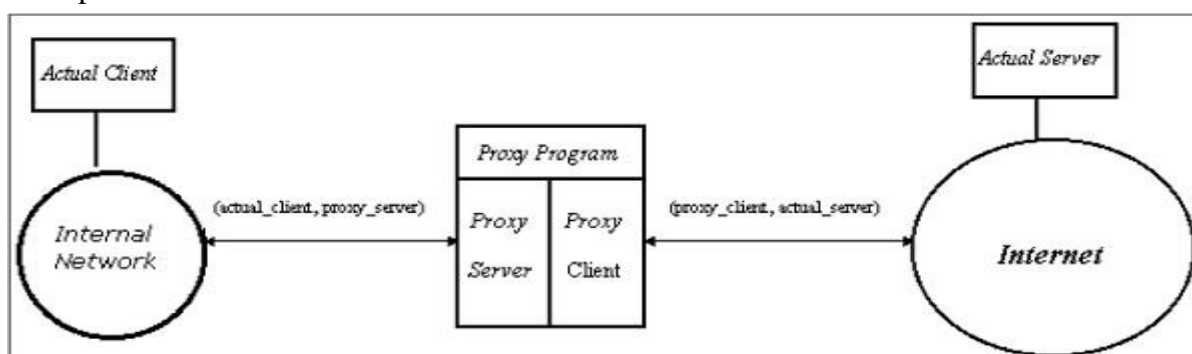 Actual Client
Actual Server
Proxy Program
(actual_client, proxy_server)
(proxy_client, actual_server)
Internal
Network
Proxy
Server
Proxy
Client
Internet